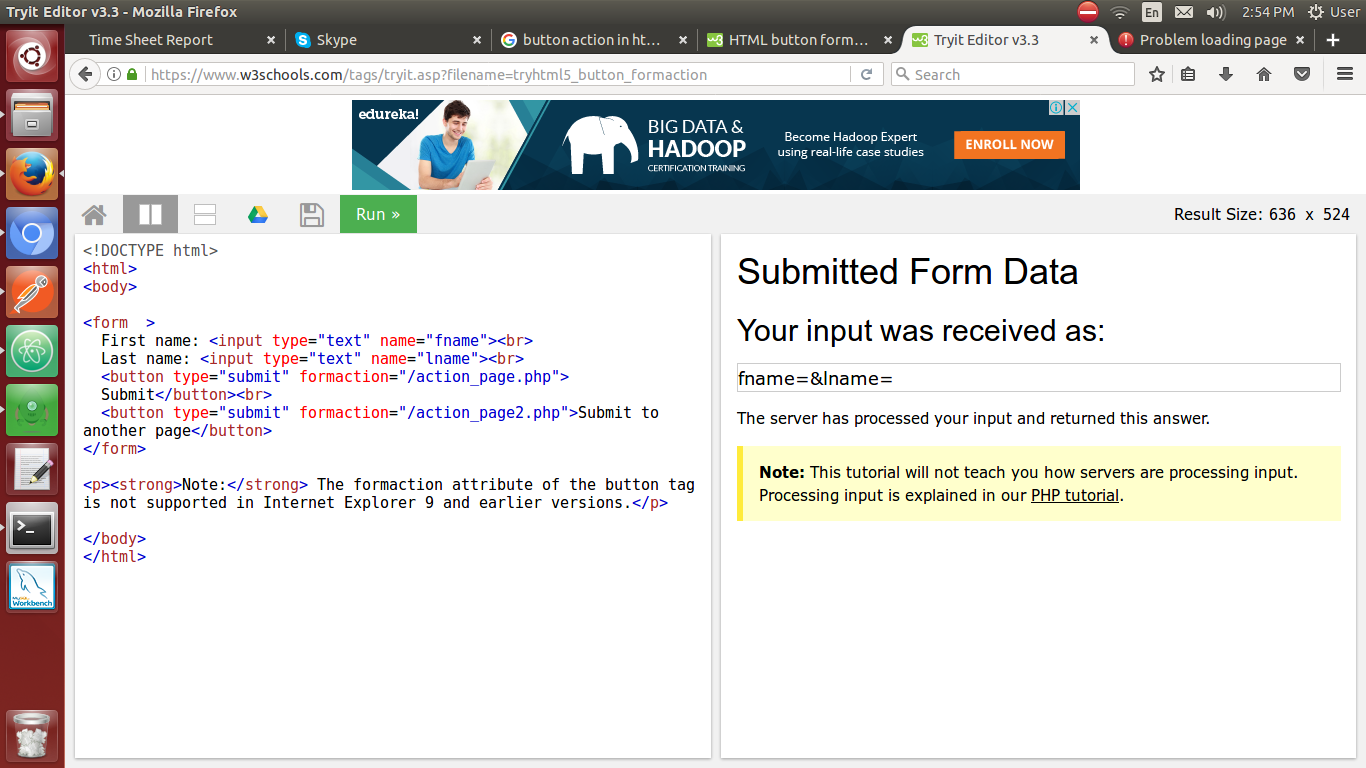 Tryit Editor v3.3 - Mozilla Firefox
En
2:54 PM
User
Time Sheet Report
Skype
button action in ht...
HTML button form...
Tryit Editor v3.3
Problem loading page
https://www.w3schools.com/tags/tryit.asp?filename=tryhtml5_button_formaction
Search
edureka!
BIG DATA &
HADOOP
CERTIFICATION TRAINING
Become Hadoop Expert
using real-life case studies
ENROLL NOW
Run »
Result Size: 636 x 524
<!DOCTYPE html>
<html>
<body>
<form  >
First name: <input type="text" name="fname"><br>
Last name: <input type="text" name="lname"><br>
<button type="submit" formaction="/action_page.php">
Submit</button><br>
<button type="submit" formaction="/action_page2.php">Submit to
another page</button>
</form>
<p><strong>Note:</strong> The formaction attribute of the button tag
is not supported in Internet Explorer 9 and earlier versions.</p>
</body>
</html>
Submitted Form Data
Your input was received as:
fname=&lname=
The server has processed your input and returned this answer.
Note: This tutorial will not teach you how servers are processing input.
Processing input is explained in our PHP tutorial.
>_
Workbench